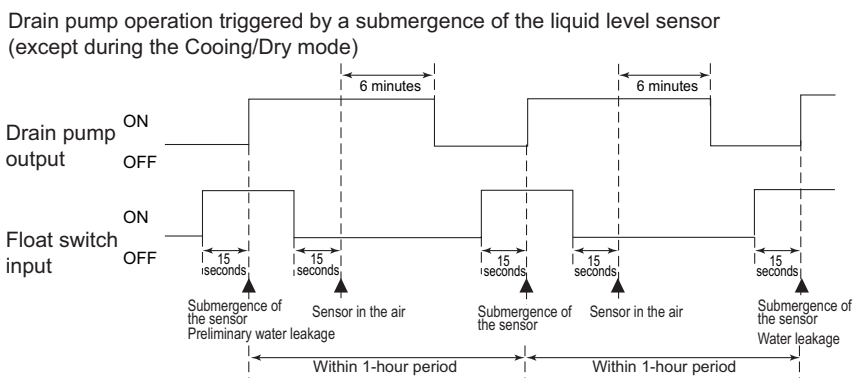 Drain pump operation triggered by a submergence of the liquid level sensor
(except during the Cooing/Dry mode)
6 minutes
6 minutes
Drain pump
output
ON
OFF
Float switch
input
ON
OFF
15
seconds
15
seconds
15
seconds
15
seconds
15
seconds
Submergence of
the sensor
Preliminary water leakage
Sensor in the air
Submergence of
the sensor
Sensor in the air
Submergence of
the sensor
Water leakage
Within 1-hour period
Within 1-hour period